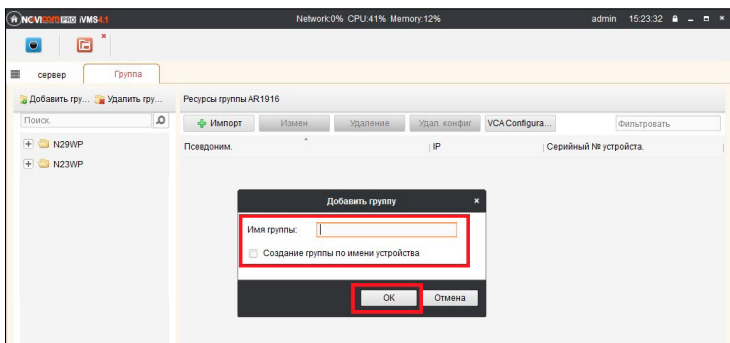 NOVIcom PRO iVMS4.1 Network:0% CPU:41% Memory:12% admin 15:23:32
сервер Группа
Добавить гру... Удалить гру... Ресурсы группы AR1916
Поиск. Импорт Измен Удаление Удал. конфиг VCA Configura... Фильтровать
Псевдоним. IP Серийный № устройства.
N29WP
N23WP
Добавить группу
Имя группы:
Создание группы по имени устройства
OK Отмена